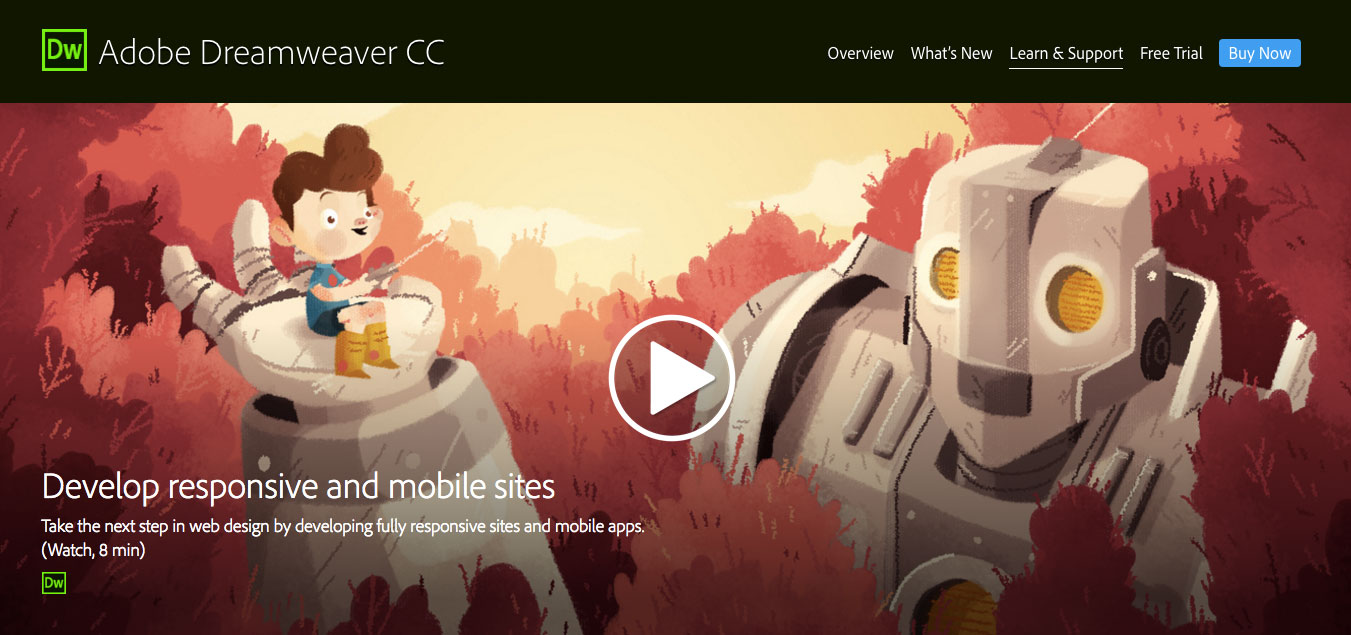 Dw Adobe Dreamweaver CC
Overview What's New Learn & Support Free Trial Buy Now
Develop responsive and mobile sites
Take the next step in web design by developing fully responsive sites and mobile apps.
(Watch, 8 min)
Dw